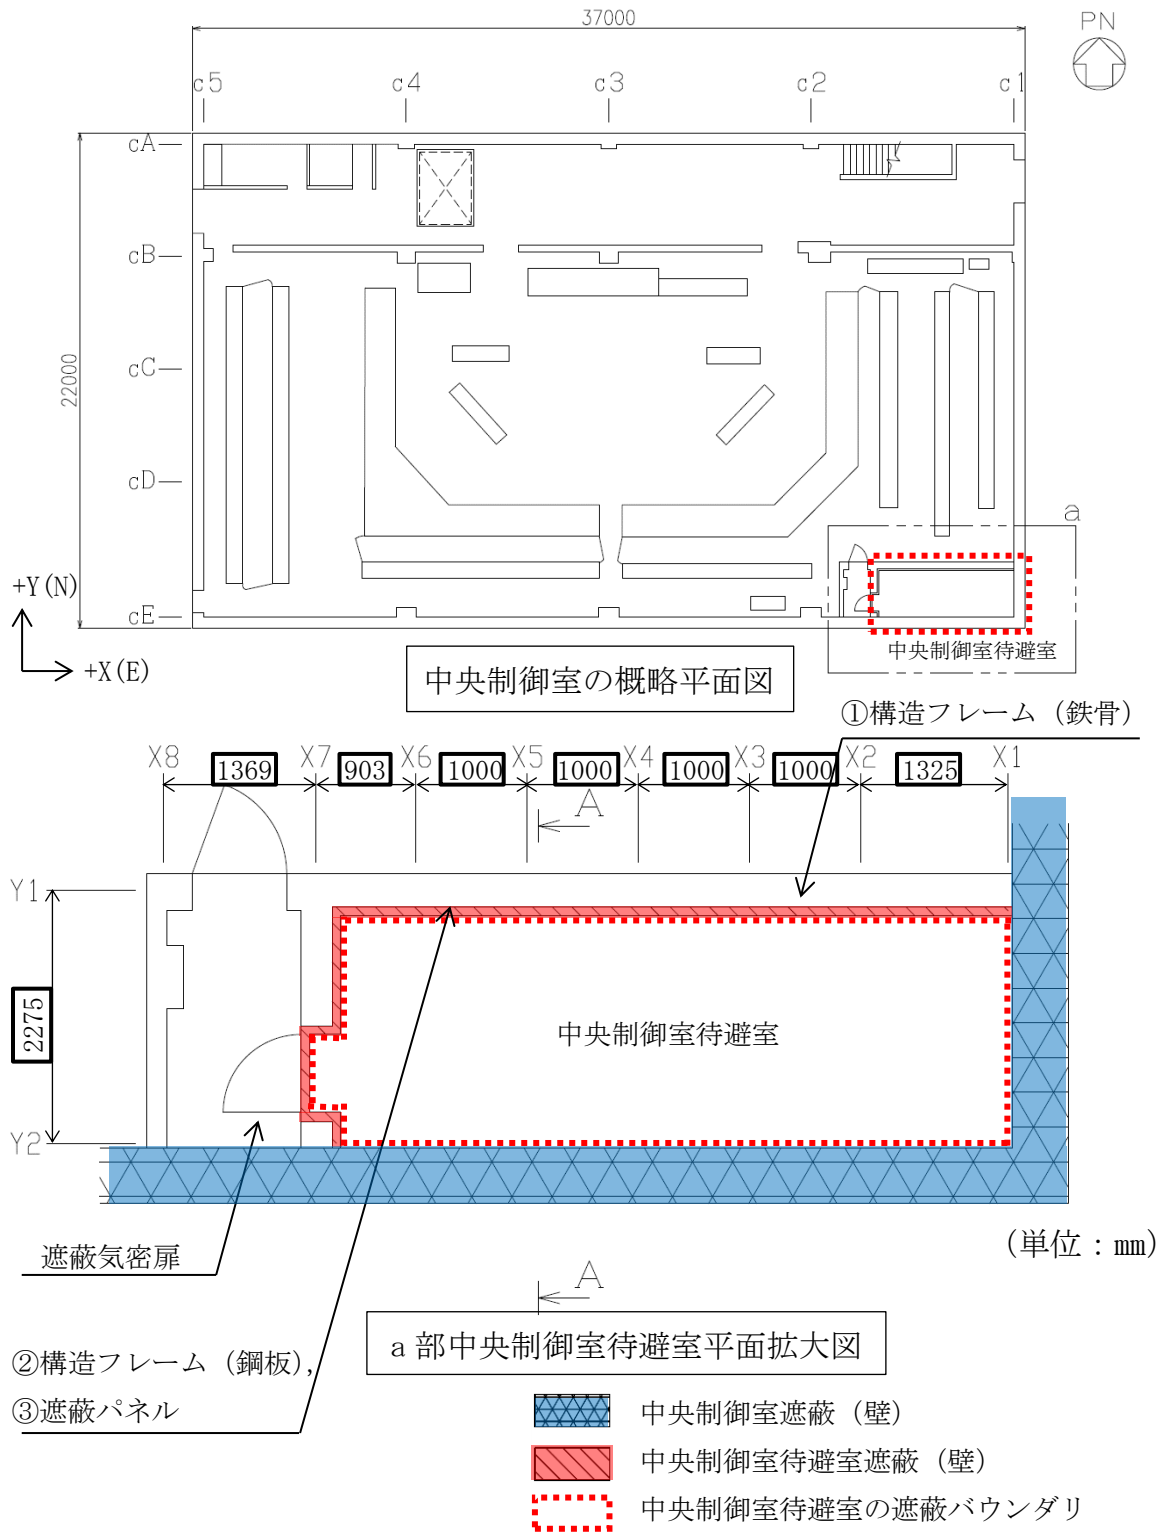 37000
PN
c5
c4
c3
c2
c1
cA
cB
cC
cD
cE
22000
a
+Y(N)
+X(E)
中央制御室待避室
中央制御室の概略平面図
①構造フレーム（鉄骨）
X8
X7
X6
X5
X4
X3
X2
X1
1369
903
1000
1000
1000
1000
1325
A
Y1
2275
中央制御室待避室
Y2
(単位：mm)
遮蔽気密扉
A
a 部中央制御室待避室平面拡大図
②構造フレーム（鋼板），
③遮蔽パネル
中央制御室遮蔽（壁）
中央制御室待避室遮蔽（壁）
中央制御室待避室の遮蔽バウンダリ